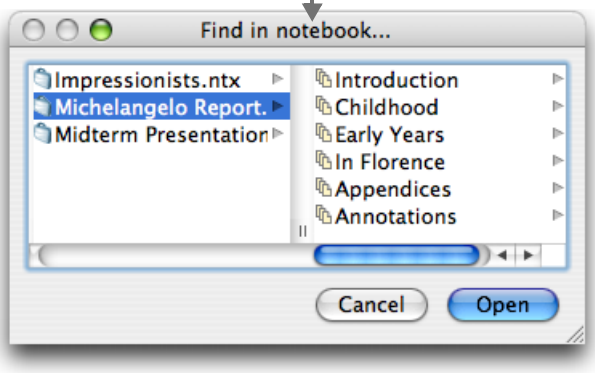 Find in notebook...
Impressionists.ntx
Michelangelo Report.
Midterm Presentation
Introduction
Childhood
Early Years
In Florence
Appendices
Annotations
Cancel
Open